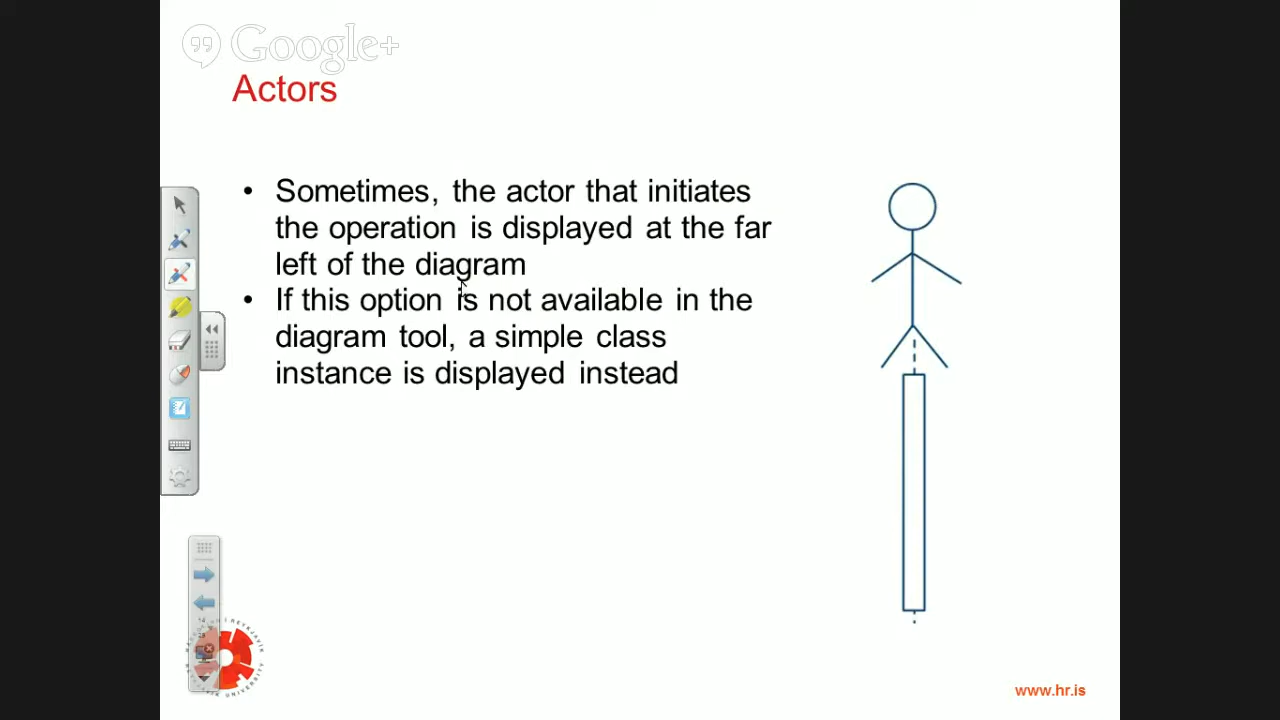 Google+
Actors
• Sometimes, the actor that initiates
the operation is displayed at the far
left of the diagram
• If this option is not available in the
diagram tool, a simple class
instance is displayed instead
www.hr.is